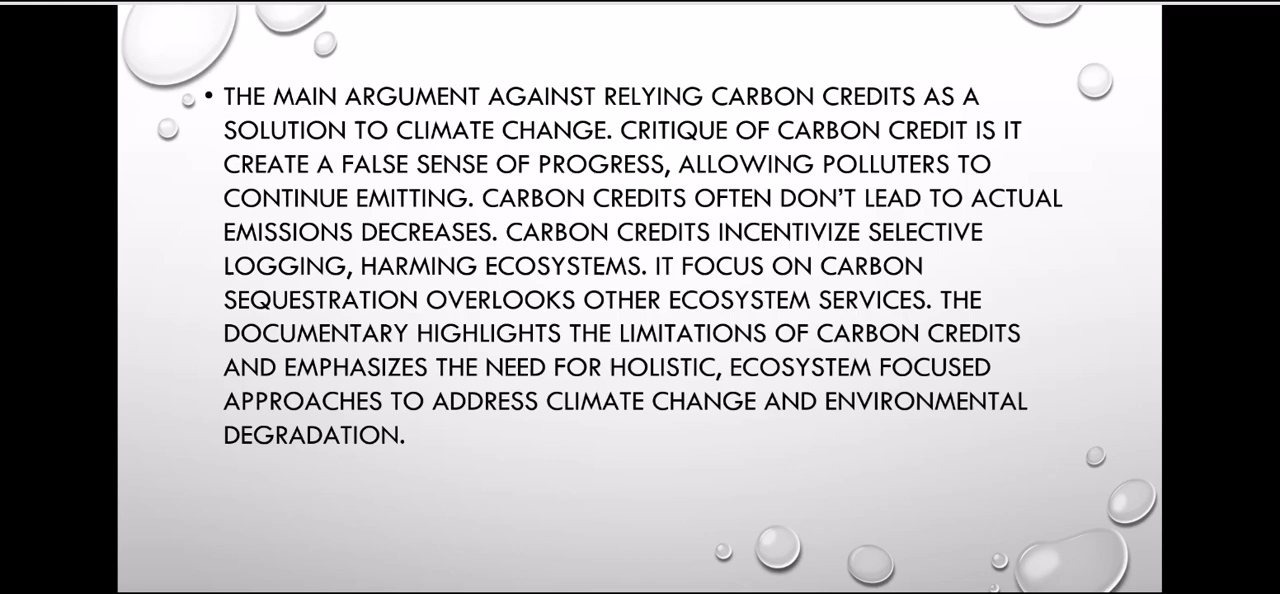 • THE MAIN ARGUMENT AGAINST RELYING CARBON CREDITS AS A
SOLUTION TO CLIMATE CHANGE. CRITIQUE OF CARBON CREDIT IS IT
CREATE A FALSE SENSE OF PROGRESS, ALLOWING POLLUTERS TO
CONTINUE EMITTING. CARBON CREDITS OFTEN DON’T LEAD TO ACTUAL
EMISSIONS DECREASES. CARBON CREDITS INCENTIVIZE SELECTIVE
LOGGING, HARMING ECOSYSTEMS. IT FOCUS ON CARBON
SEQUESTRATION OVERLOOKS OTHER ECOSYSTEM SERVICES. THE
DOCUMENTARY HIGHLIGHTS THE LIMITATIONS OF CARBON CREDITS
AND EMPHASIZES THE NEED FOR HOLISTIC, ECOSYSTEM FOCUSED
APPROACHES TO ADDRESS CLIMATE CHANGE AND ENVIRONMENTAL
DEGRADATION.